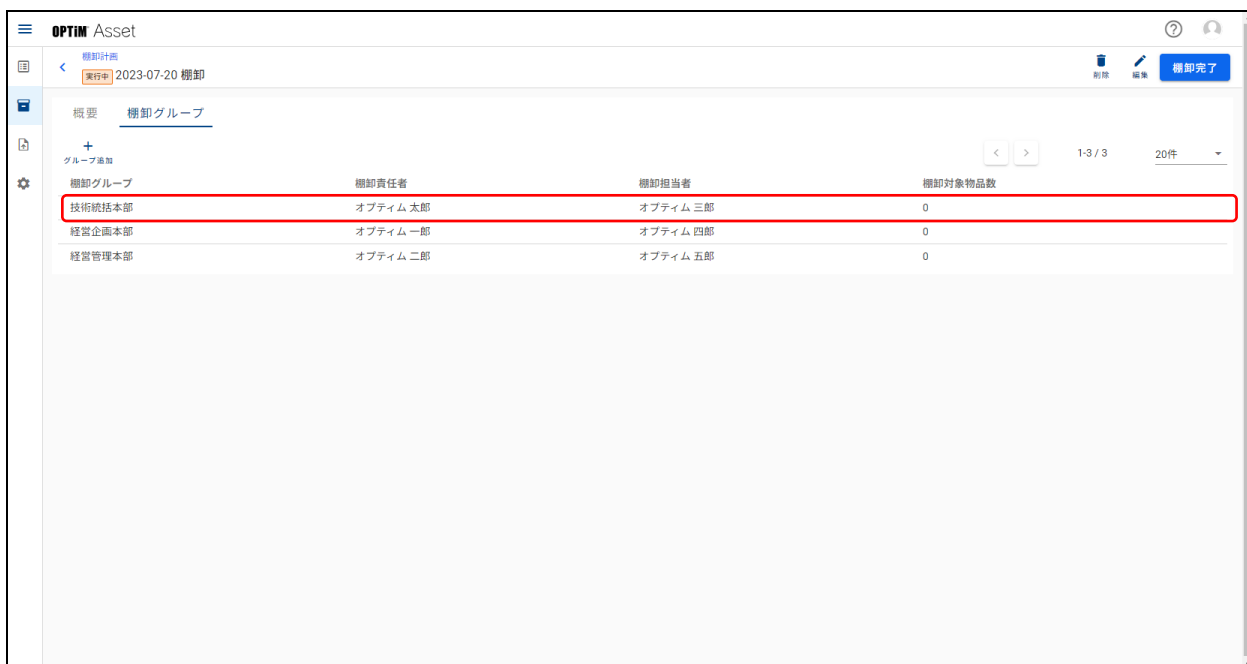 OPTiM Asset
棚卸計画
実行中 2023-07-20 棚卸
削除 編集 棚卸完了
概要 棚卸グループ
グループ追加
1-3 / 3 20件
棚卸グループ 棚卸責任者 棚卸担当者 棚卸対象物品数
技術統括本部 オプティム 太郎 オプティム 三郎 0
経営企画本部 オプティム 一郎 オプティム 四郎 0
経営管理本部 オプティム 二郎 オプティム 五郎 0